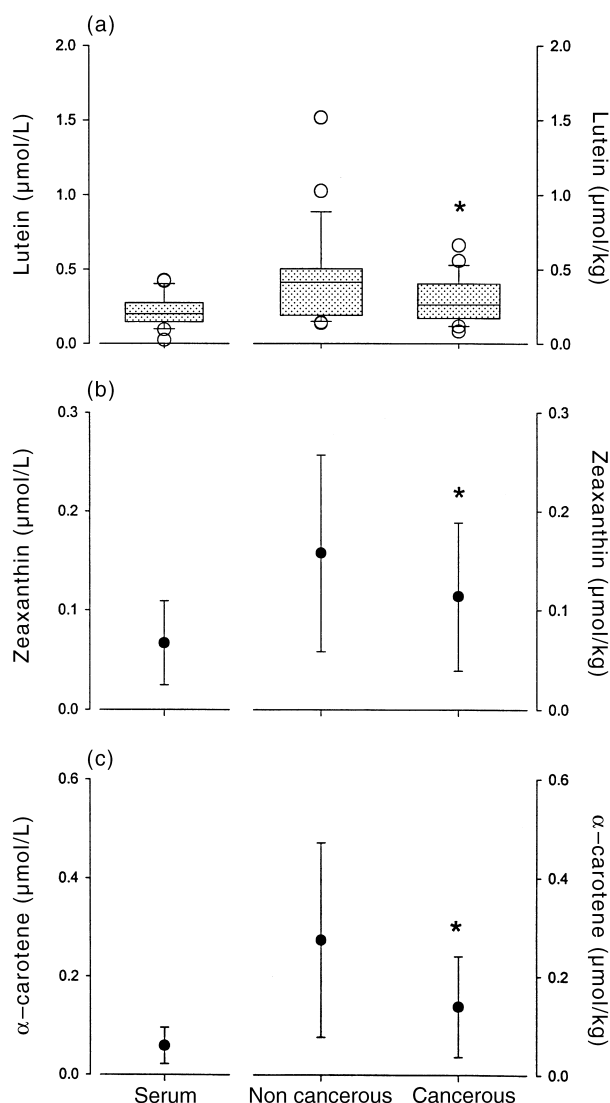 (a)
2.0
1.5
1.0
0.5
0.0
Lutein (μmol/L)
2.0
1.5
1.0
0.5
0.0
Lutein (μmol/kg)
*
(b)
0.3
0.2
0.1
0.0
Zeaxanthin (μmol/L)
0.3
0.2
0.1
0.0
Zeaxanthin (μmol/kg)
*
(c)
0.6
0.4
0.2
0.0
α−carotene (μmol/L)
0.6
0.4
0.2
0.0
α−carotene (μmol/kg)
*
Serum Non cancerous Cancerous